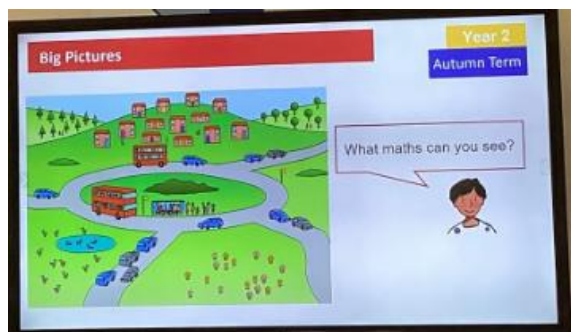 Big Pictures
Year 2
Autumn Term
What maths can you see?